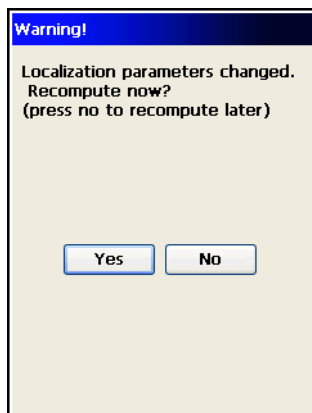 Warning!
Localization parameters changed.
Recompute now?
(press no to recompute later)
Yes No